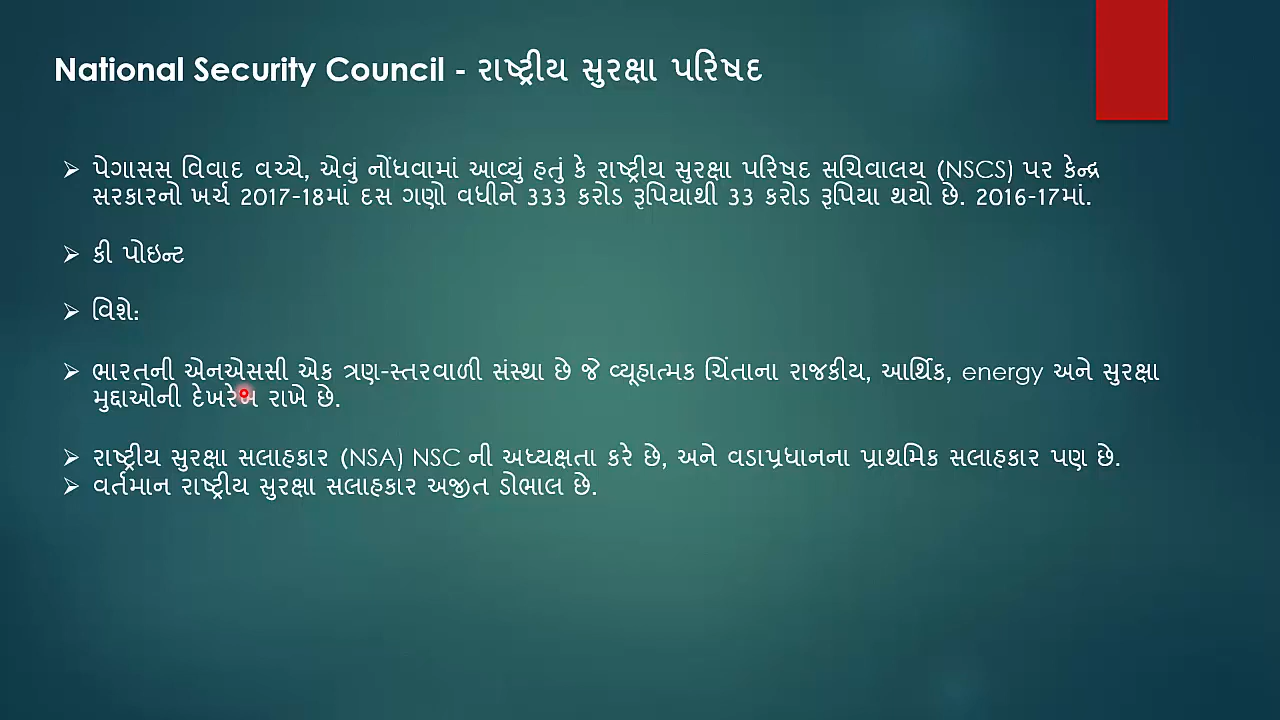 National Security Council - રાષ્ટ્રીય સુરક્ષા પરિષદ
➢ પેગાસસ વિવાદ વચ્ચે, એવું નોંધવામાં આવ્યું હતું કે રાષ્ટ્રીય સુરક્ષા પરિષદ સચિવાલય (NSCS) પર કેન્દ્ર
સરકારનો ખર્ચ 2017-18માં દસ ગણો વધીને 333 કરોડ રૂપિયાથી 33 કરોડ રૂપિયા થયો છે. 2016-17માં.
➢ કી પોઇન્ટ
➢ વિશે:
➢ ભારતની એનએસસી એક ત્રણ-સ્તરવાળી સંસ્થા છે જે વ્યૂહાત્મક ચિંતાના રાજકીય, આર્થિક, energy અને સુરક્ષા
મુદ્દાઓની દેખરેખ રાખે છે.
➢ રાષ્ટ્રીય સુરક્ષા સલાહકાર (NSA) NSC ની અધ્યક્ષતા કરે છે, અને વડાપ્રધાનના પ્રાથમિક સલાહકાર પણ છે.
➢ વર્તમાન રાષ્ટ્રીય સુરક્ષા સલાહકાર અજીત ડોભાલ છે.